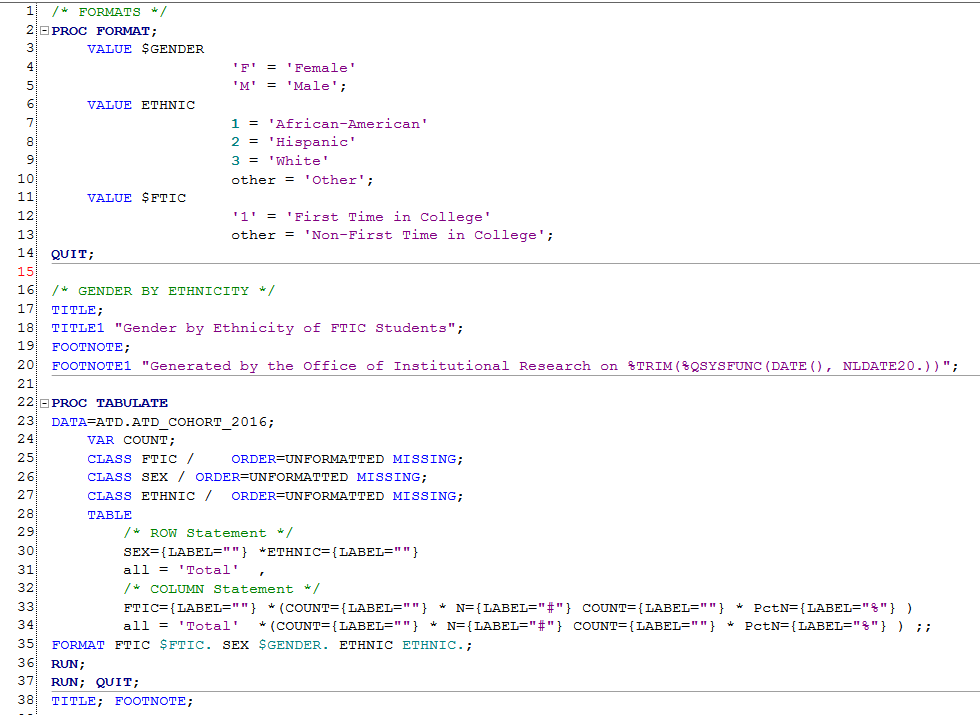 1 /* FORMATS */
2 PROC FORMAT;
3 VALUE $GENDER
4 'F' = 'Female'
5 'M' = 'Male';
6 VALUE ETHNIC
7 1 = 'African-American'
8 2 = 'Hispanic'
9 3 = 'White'
10 other = 'Other';
11 VALUE $FTIC
12 '1' = 'First Time in College'
13 other = 'Non-First Time in College';
14 QUIT;
15
16 /* GENDER BY ETHNICITY */
17 TITLE;
18 TITLE1 "Gender by Ethnicity of FTIC Students";
19 FOOTNOTE;
20 FOOTNOTE1 "Generated by the Office of Institutional Research on %TRIM(%QSYSFUNC(DATE(), NLDATE20.))";
21
22 PROC TABULATE
23 DATA=ATD.ATD_COHORT_2016;
24 VAR COUNT;
25 CLASS FTIC / ORDER=UNFORMATTED MISSING;
26 CLASS SEX / ORDER=UNFORMATTED MISSING;
27 CLASS ETHNIC / ORDER=UNFORMATTED MISSING;
28 TABLE
29 /* ROW Statement */
30 SEX={LABEL=""} *ETHNIC={LABEL=""}
31 all = 'Total' ,
32 /* COLUMN Statement */
33 FTIC={LABEL=""} *(COUNT={LABEL=""} * N={LABEL="#"} COUNT={LABEL=""} * PctN={LABEL="%"} )
34 all = 'Total' *(COUNT={LABEL=""} * N={LABEL="#"} COUNT={LABEL=""} * PctN={LABEL="%"} ) ;;
35 FORMAT FTIC $FTIC. SEX $GENDER. ETHNIC ETHNIC.;
36 RUN;
37 RUN; QUIT;
38 TITLE; FOOTNOTE;